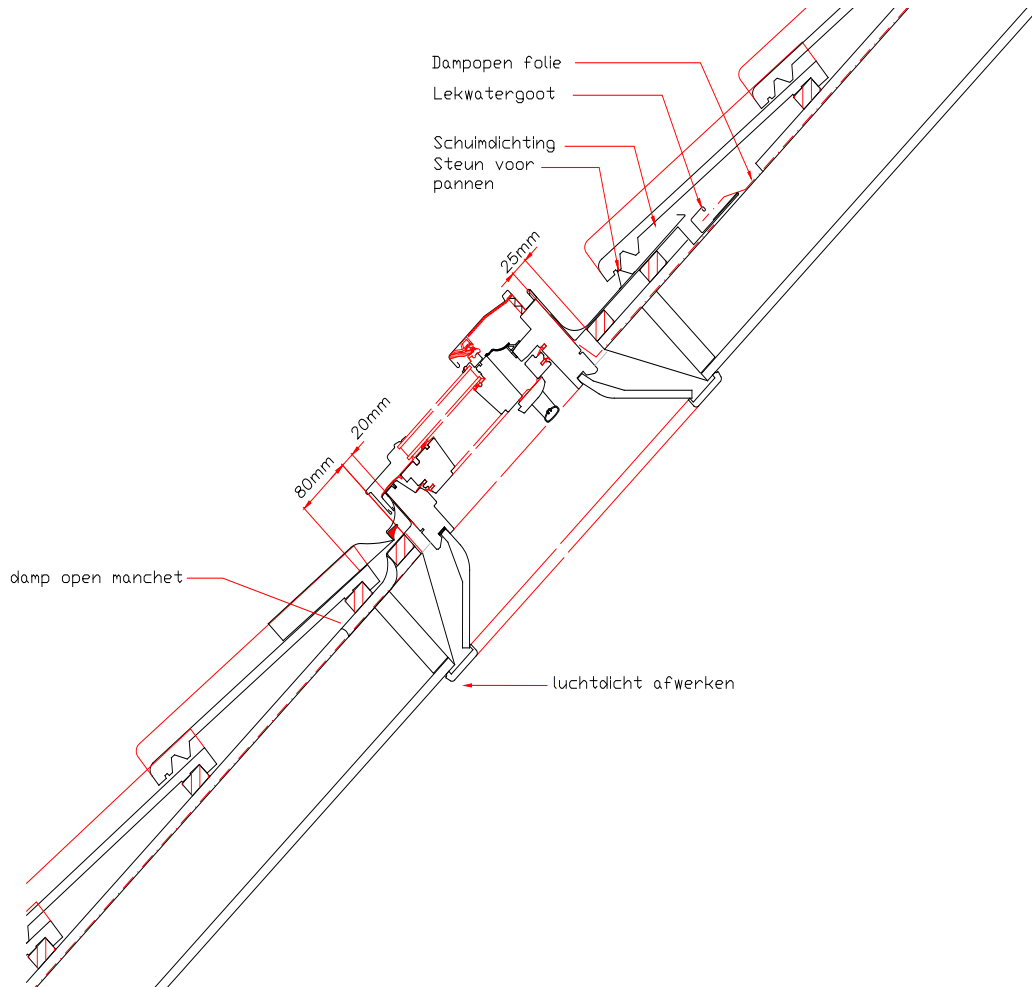 Dampopen folie
Lekwatergoot
Schuimdichting
Steun voor
pannen
25mm
20mm
80mm
damp open manchet
luchtdicht afwerken